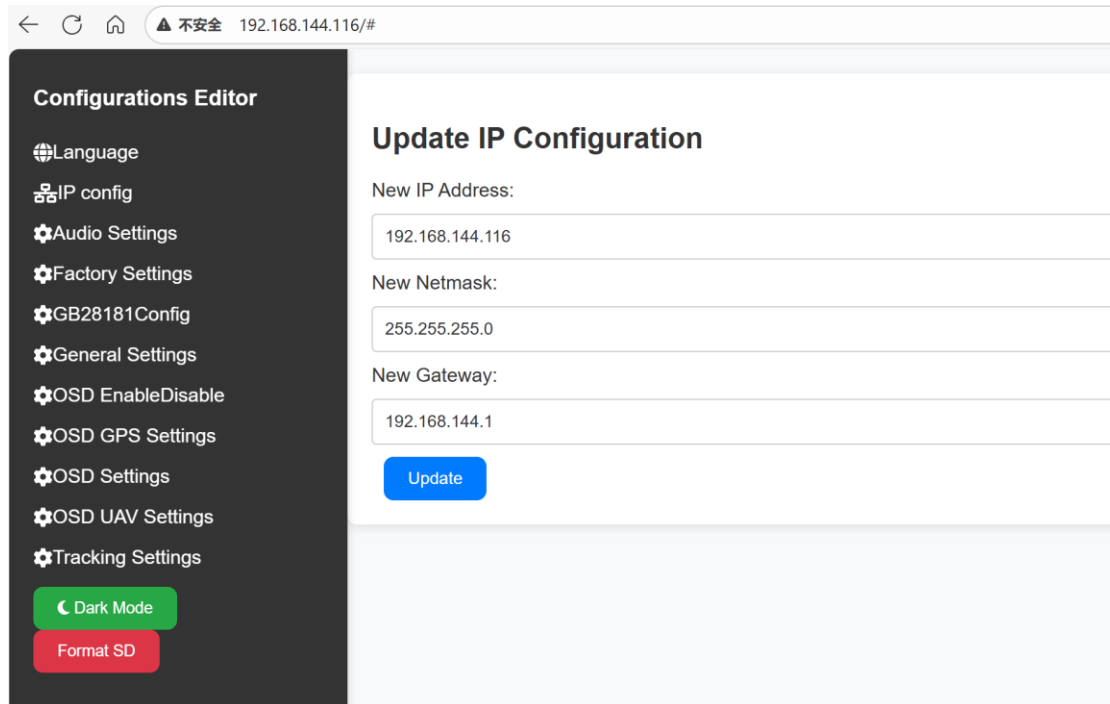 不安全 192.168.144.116/#
Configurations Editor
Language
IP config
Audio Settings
Factory Settings
GB28181Config
General Settings
OSD EnableDisable
OSD GPS Settings
OSD Settings
OSD UAV Settings
Tracking Settings
Dark Mode
Format SD
Update IP Configuration
New IP Address:
192.168.144.116
New Netmask:
255.255.255.0
New Gateway:
192.168.144.1
Update